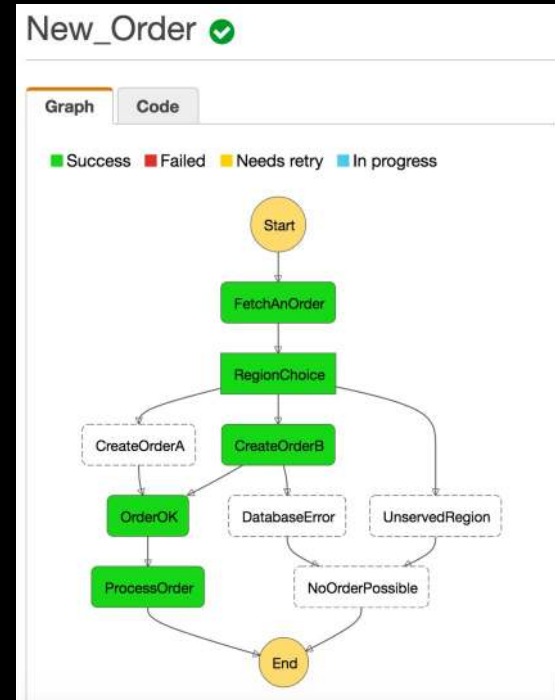 New_Order
Graph Code
Success Failed Needs retry In progress
Start
FetchAnOrder
RegionChoice
CreateOrderA CreateOrderB
OrderOK DatabaseError UnservedRegion
ProcessOrder NoOrderPossible
End